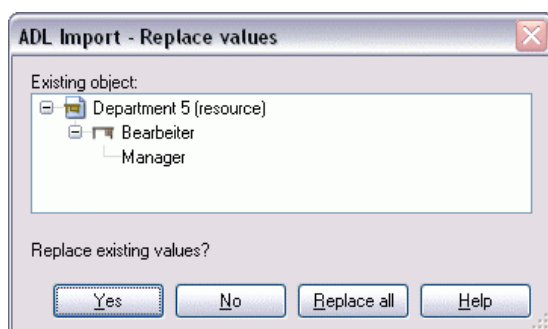 ADL Import - Replace values
Existing object:
Department 5 (resource)
Bearbeiter
Manager
Replace existing values?
Yes No Replace all Help